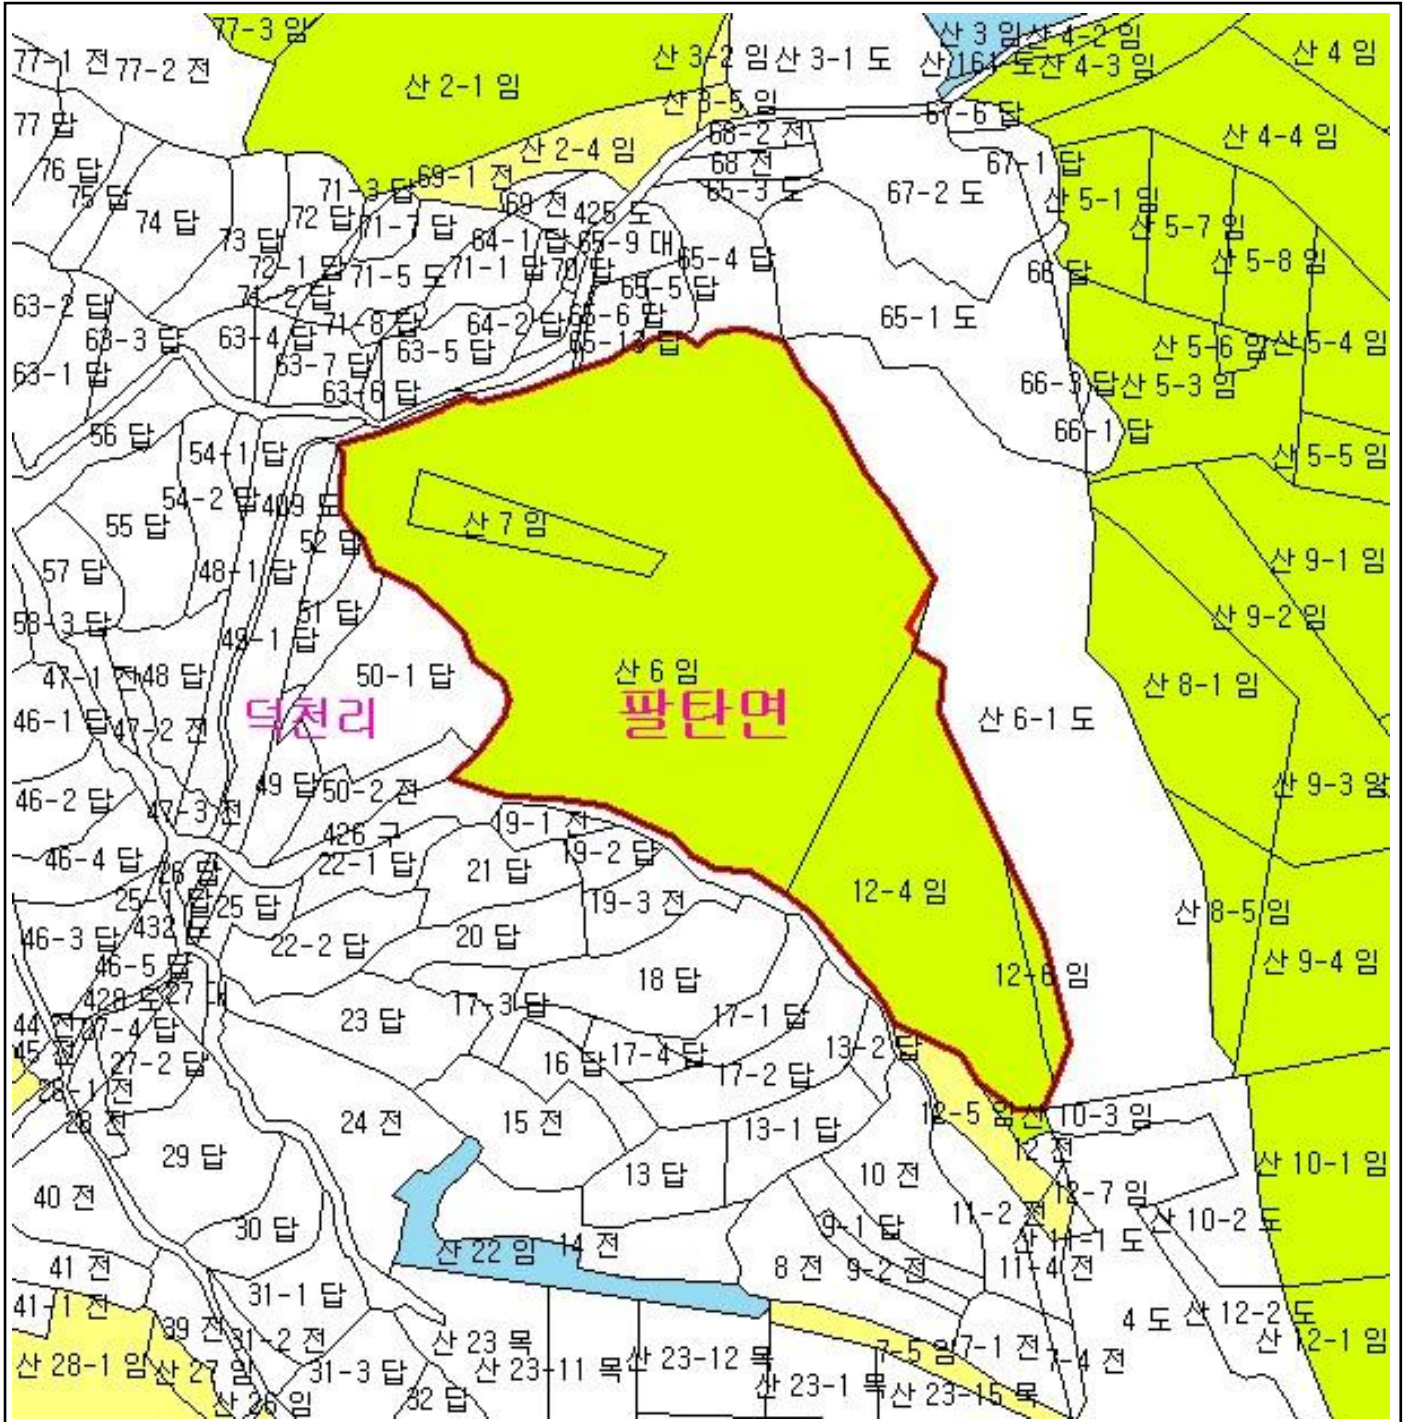 77-3 임
산 3 임
산 4-2 임
산 4 임
77-1 전
77-2 전
산 2-1 임
산 3-2 임
산 3-1 도
산 161 도
산 4-3 임
산 3-5 임
77 답
68-2 전
67-6 답
산 4-4 임
76 답
산 2-4 임
68 전
67-1 답
75 답
71-3 답
69-1 전
65-3 도
67-2 도
산 5-1 임
74 답
72 답
71-7 답
69 전
425 도
산 5-7 임
73 답
64-1 답
65-9 대
65-4 답
산 5-8 임
72-1 답
71-5 도
71-1 답
70 답
66 답
63-2 답
71-2 답
65-5 답
63-3 답
63-4 답
71-8 답
64-2 답
65-6 답
65-1 도
63-1 답
63-7 답
63-5 답
산 5-6 임
산 5-4 임
63-6 답
66-3 답
산 5-3 임
56 답
54-1 답
66-1 답
산 5-5 임
54-2 답
409 도
55 답
52 답
산 7 임
57 답
48-1 답
산 9-1 임
58-3 답
49-1 답
51 답
산 9-2 임
47-1 전
48 답
50-1 답
산 6 임
산 8-1 임
46-1 답
47-2 전
덕천리
팔탄면
산 6-1 도
46-2 답
47-3 전
49 답
50-2 전
산 9-3
426 구
19-1 전
46-4 답
26 답
22-1 답
21 답
19-2 답
12-4 임
25 답
19-3 전
산 8-5 임
46-3 답
432 도
22-2 답
20 답
46-5 답
18 답
12-6 임
산 9-4 임
428 도
27 대
17-3 답
44 전
27-4 답
23 답
17-1 답
45 전
27-2 답
16 답
17-4 답
13-2 답
28-1 전
17-2 답
28 전
24 전
15 전
13-1 답
12-5 임
산 10-3 임
29 답
12 전
13 답
10 전
산 10-1 임
40 전
12-7 임
30 답
9-1 답
11-2 전
산 10-2 도
산 22 임
14 전
산 11-1 도
41 전
8 전
9-2 전
11-4 전
41-1 전
31-1 답
39 전
31-2 전
산 23 목
4 도
산 12-2 도
산 12-1 임
산 28-1 임
산 27 임
31-3 답
산 23-11 목
산 23-12 목
7-5 임
7-1 전
7-4 전
산 26 임
32 답
산 23-1 목
산 23-15 목